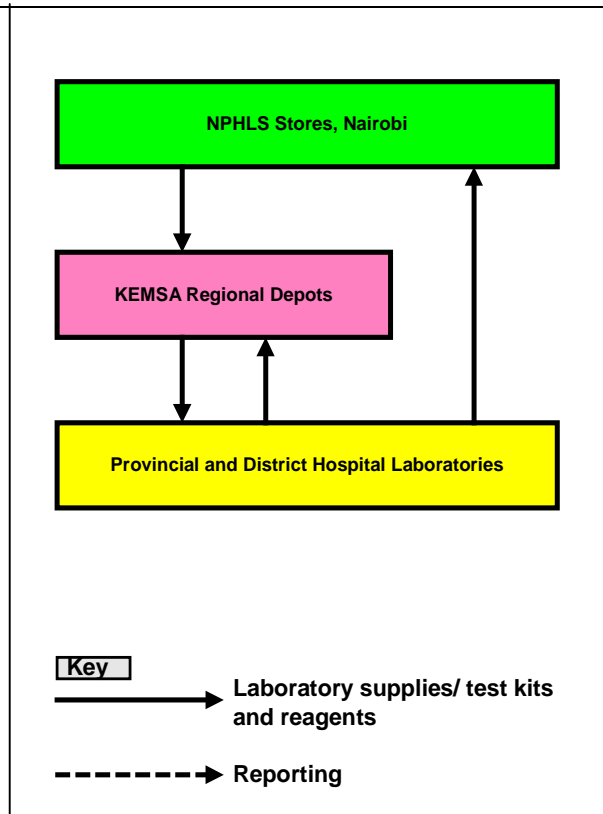 NPHLS Stores, Nairobi
KEMSA Regional Depots
Provincial and District Hospital Laboratories
Key
Laboratory supplies/ test kits
and reagents
Reporting